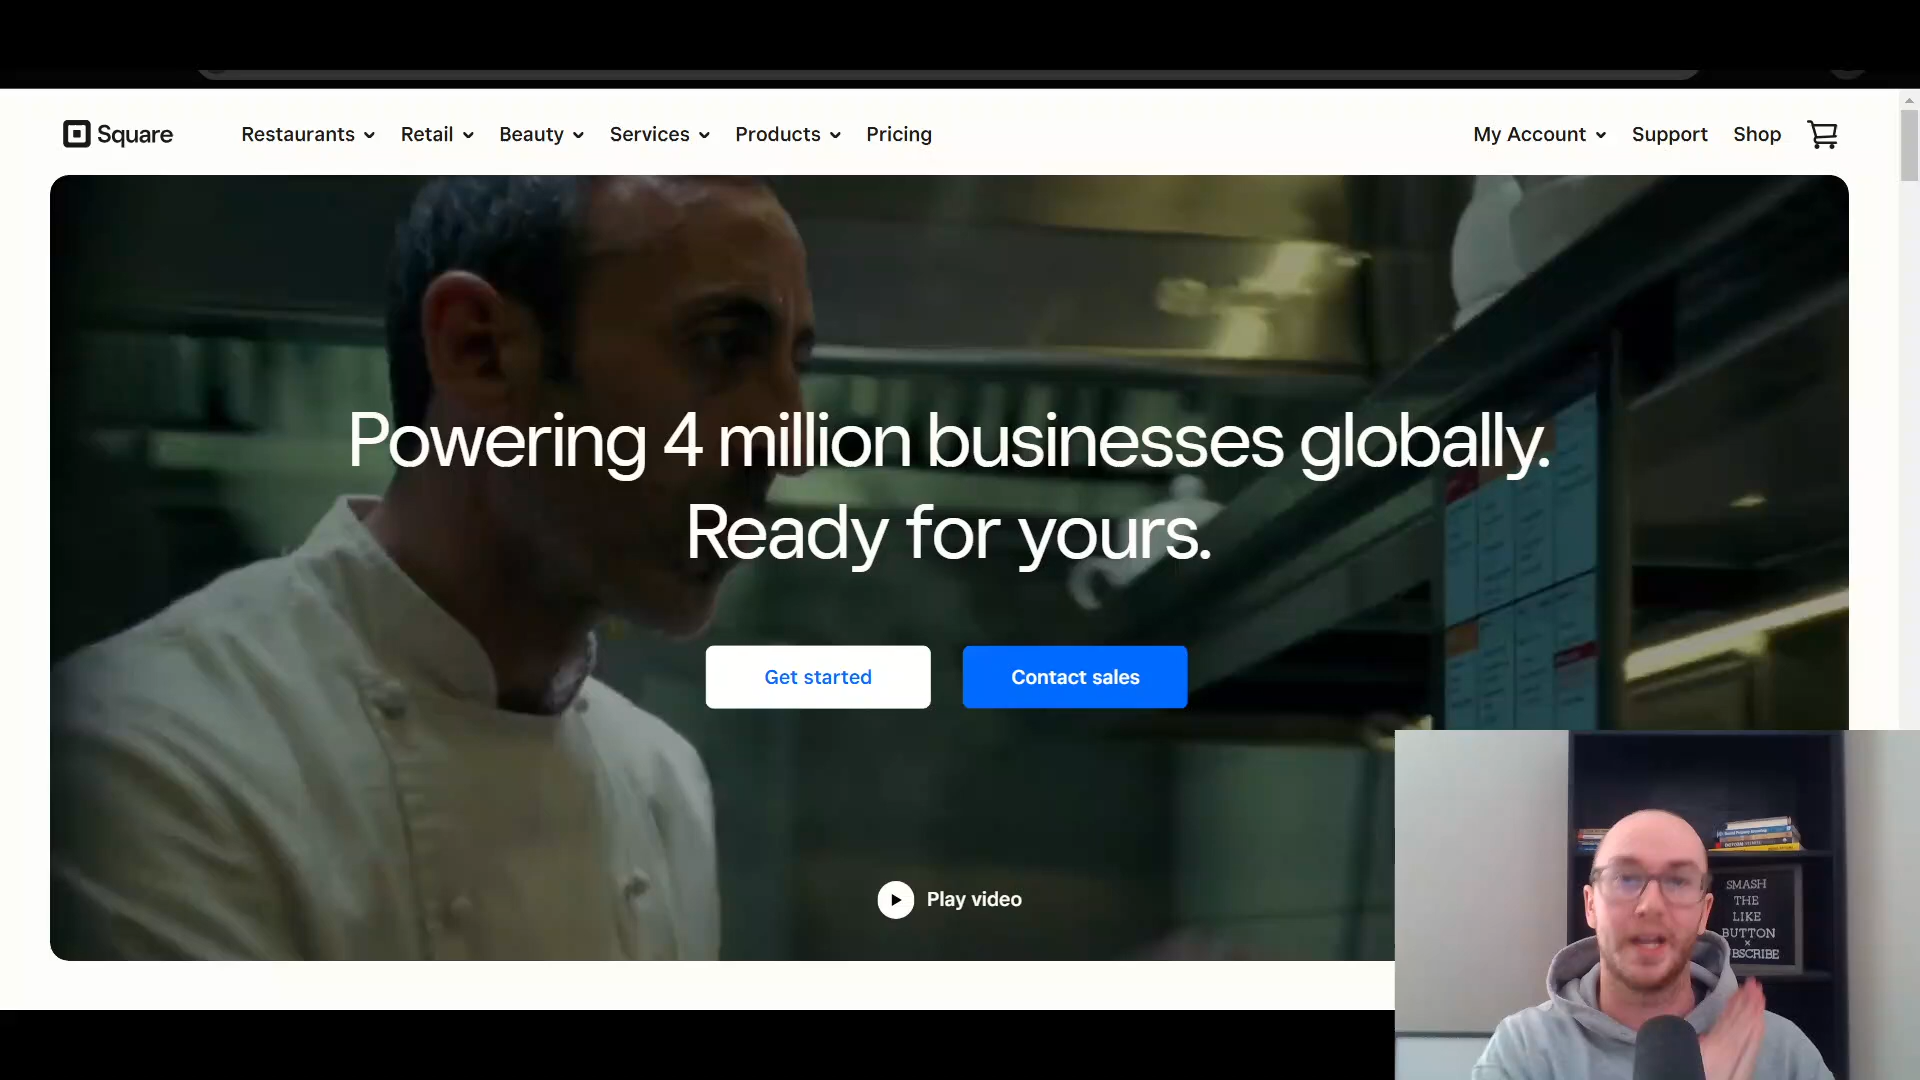 Square
Restaurants
Retail
Beauty
Services
Products
Pricing
My Account
Support
Shop
Powering 4 million businesses globally.
Ready for yours.
Get started
Contact sales
Play video
SMASH
THE
LIKE
BUTTON
×
UBSCRIBE